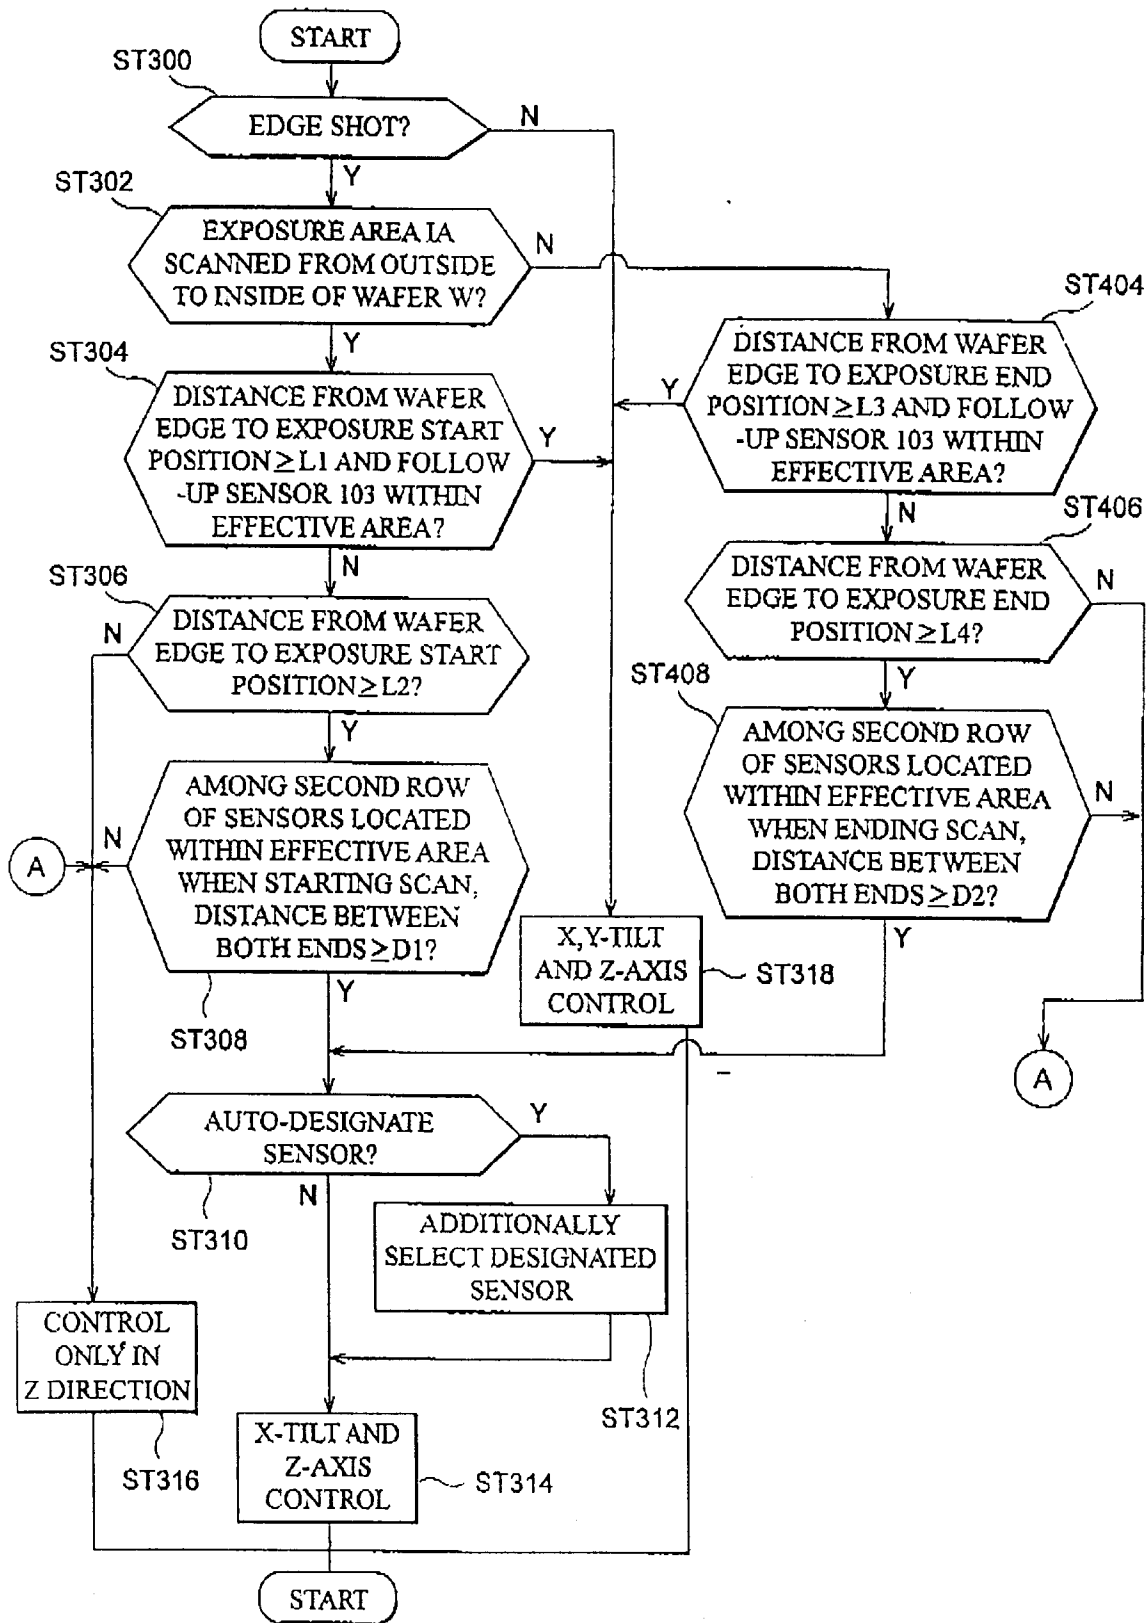 START
ST300
EDGE SHOT?
N
Y
ST302
EXPOSURE AREA IA
SCANNED FROM OUTSIDE
TO INSIDE OF WAFER W?
N
Y
ST304
DISTANCE FROM WAFER
EDGE TO EXPOSURE START
POSITION ≥ L1 AND FOLLOW
-UP SENSOR 103 WITHIN
EFFECTIVE AREA?
Y
N
ST404
DISTANCE FROM WAFER
EDGE TO EXPOSURE END
POSITION ≥ L3 AND FOLLOW
-UP SENSOR 103 WITHIN
EFFECTIVE AREA?
Y
N
ST306
DISTANCE FROM WAFER
EDGE TO EXPOSURE START
POSITION ≥ L2?
N
Y
ST406
DISTANCE FROM WAFER
EDGE TO EXPOSURE END
POSITION ≥ L4?
N
Y
ST308
AMONG SECOND ROW
OF SENSORS LOCATED
WITHIN EFFECTIVE AREA
WHEN STARTING SCAN,
DISTANCE BETWEEN
BOTH ENDS ≥ D1?
N
Y
A
ST408
AMONG SECOND ROW
OF SENSORS LOCATED
WITHIN EFFECTIVE AREA
WHEN ENDING SCAN,
DISTANCE BETWEEN
BOTH ENDS ≥ D2?
N
Y
X,Y-TILT
AND Z-AXIS
CONTROL
ST318
A
AUTO-DESIGNATE
SENSOR?
Y
N
ST310
ADDITIONALLY
SELECT DESIGNATED
SENSOR
ST312
CONTROL
ONLY IN
Z DIRECTION
ST316
X-TILT AND
Z-AXIS
CONTROL
ST314
START